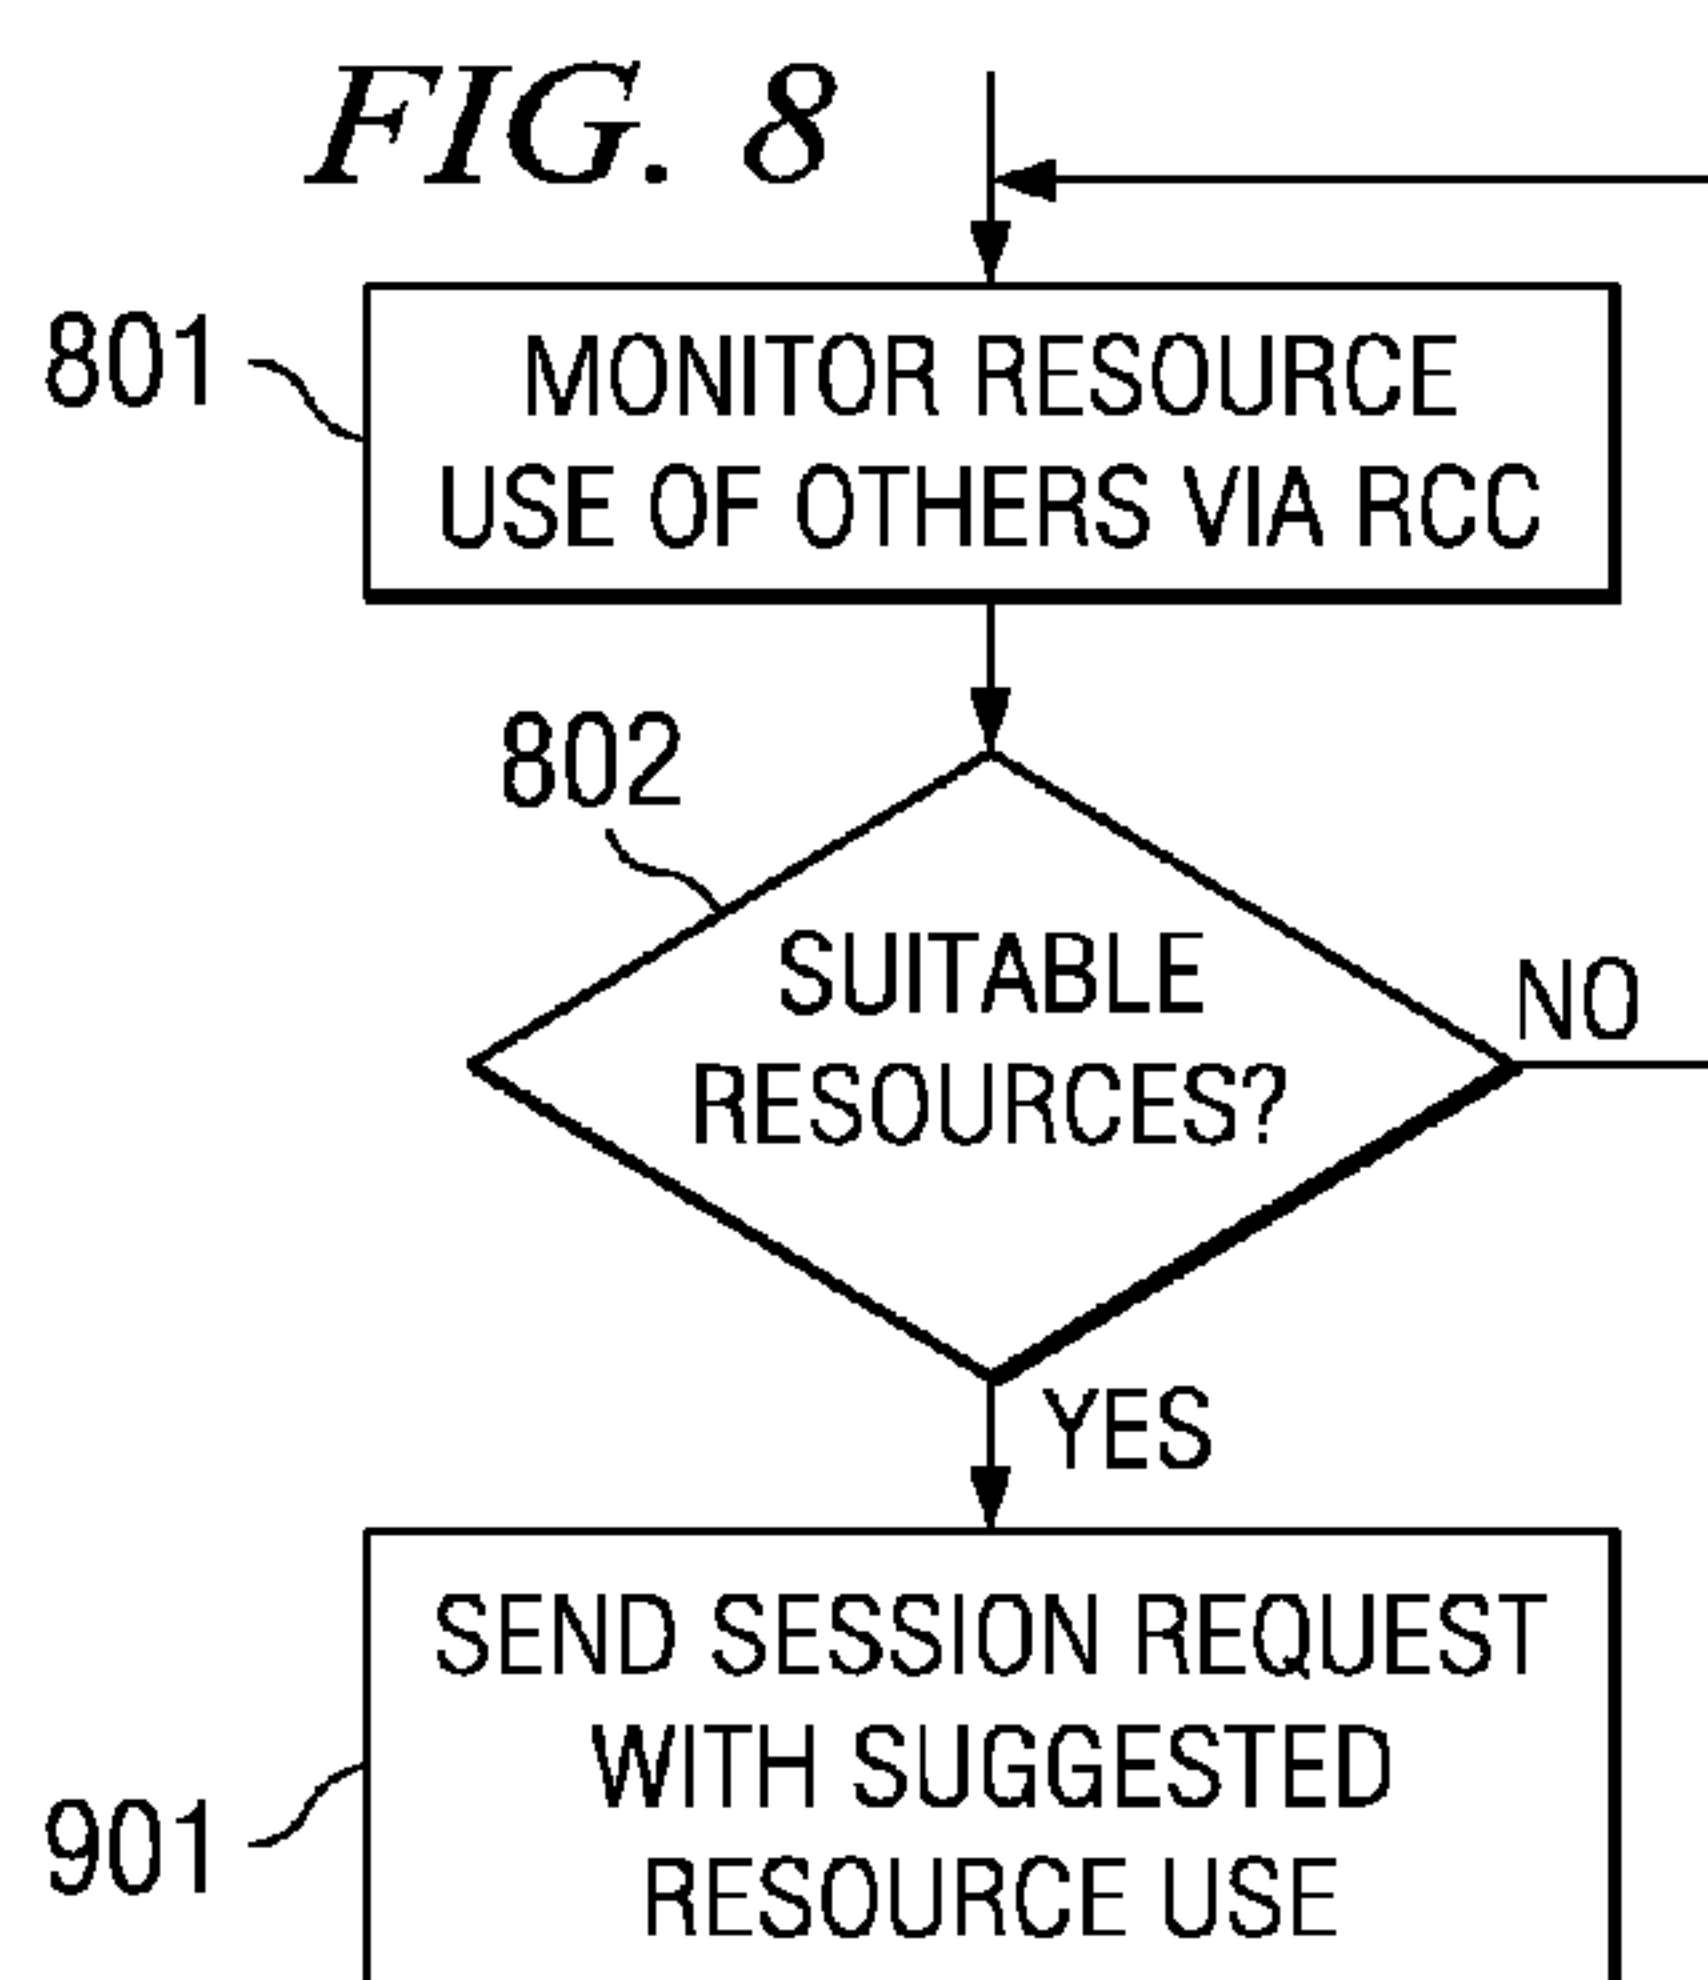 FIG. 8
801
MONITOR RESOURCE
USE OF OTHERS VIA RCC
802
SUITABLE
RESOURCES?
NO
YES
SEND SESSION REQUEST
WITH SUGGESTED
RESOURCE USE
901